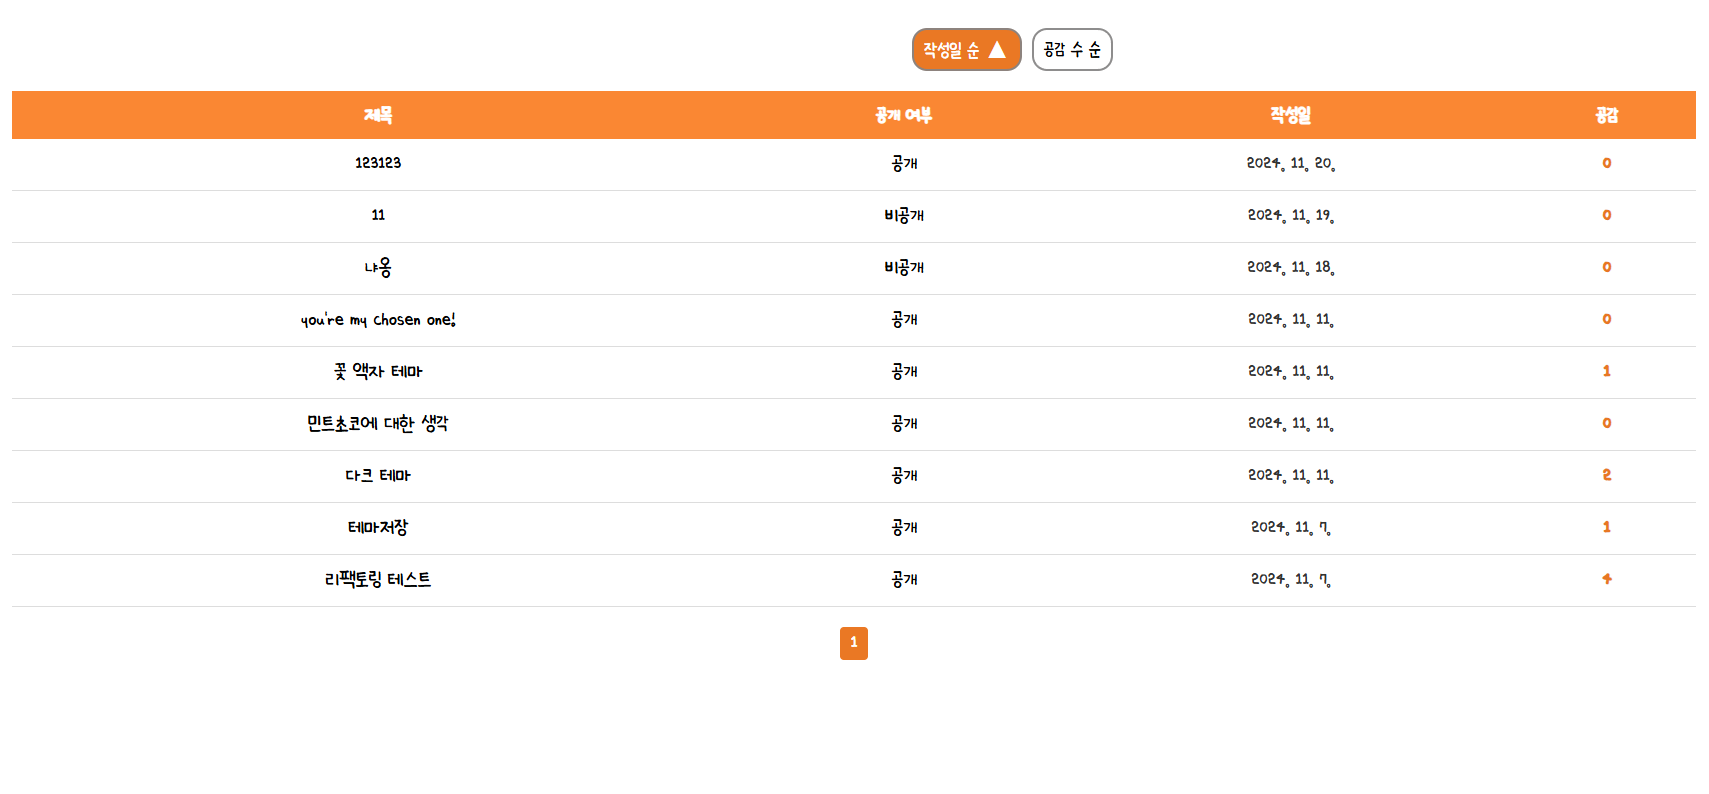 작성일 순 ▲ 공감 수 순
제목 공개 여부 작성일 공감
123123 공개 2024. 11. 20. 0
11 비공개 2024. 11. 19. 0
냐옹 비공개 2024. 11. 18. 0
you're my chosen one! 공개 2024. 11. 11. 0
꽃 액자 테마 공개 2024. 11. 11. 1
민트초코에 대한 생각 공개 2024. 11. 11. 0
다크 테마 공개 2024. 11. 11. 2
테마저장 공개 2024. 11. 7. 1
리팩토링 테스트 공개 2024. 11. 7. 4
1